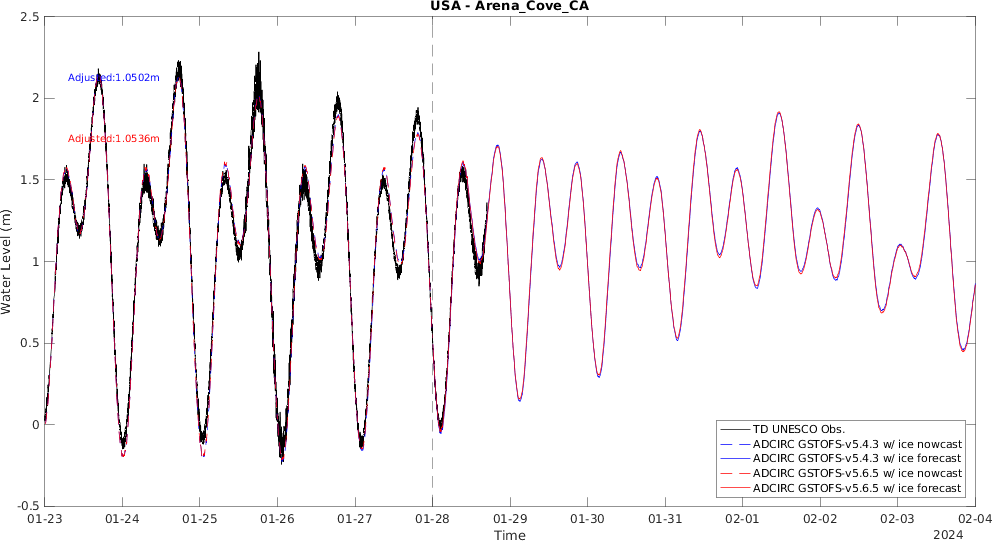 USA - Arena_Cove_CA
2.5
2
1.5
1
0.5
0
-0.5
Water Level (m)
Adjusted:1.0502m
Adjusted:1.0536m
TD UNESCO Obs.
ADCIRC GSTOFS-v5.4.3 w/ ice nowcast
ADCIRC GSTOFS-v5.4.3 w/ ice forecast
ADCIRC GSTOFS-v5.6.5 w/ ice nowcast
ADCIRC GSTOFS-v5.6.5 w/ ice forecast
01-23 01-24 01-25 01-26 01-27 01-28 01-29 01-30 01-31 02-01 02-02 02-03 02-04
Time
2024